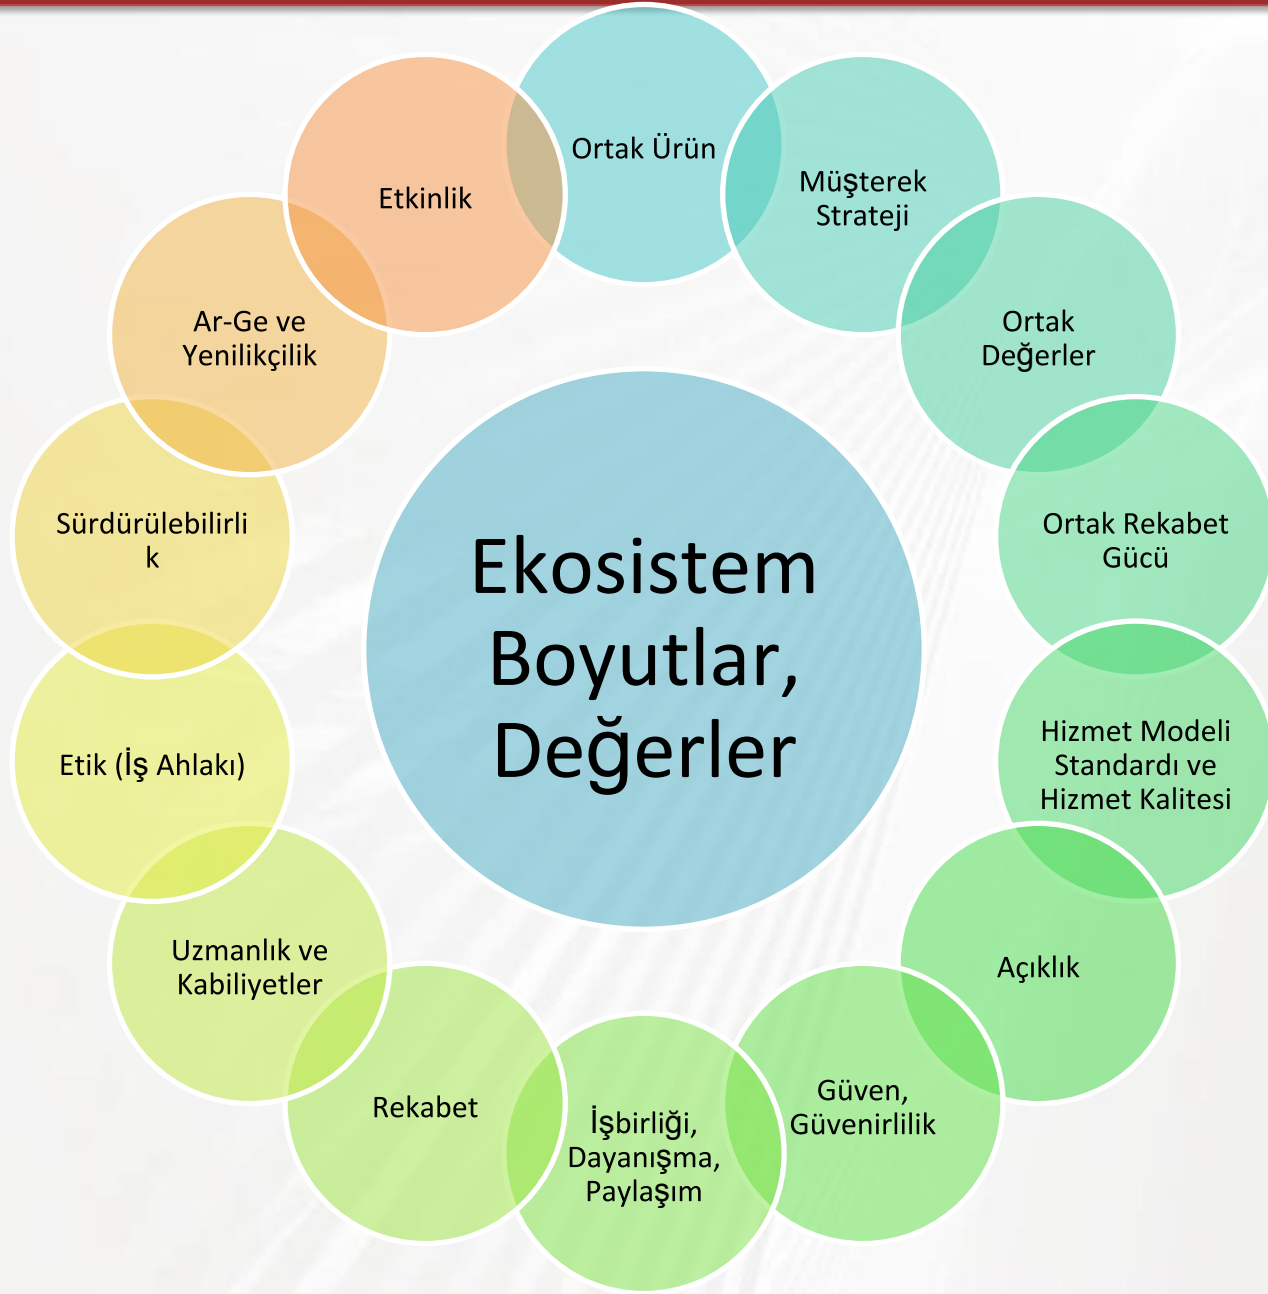 Ortak Ürün
Müşterek
Strateji
Ortak
Değerler
Ortak Rekabet
Gücü
Hizmet Modeli
Standardı ve
Hizmet Kalitesi
Açıklık
Güven,
Güvenirlilik
İşbirliği,
Dayanışma,
Paylaşım
Rekabet
Uzmanlık ve
Kabiliyetler
Etik (İş Ahlakı)
Sürdürülebilirli
k
Ar-Ge ve
Yenilikçilik
Etkinlik
Ekosistem
Boyutlar,
Değerler